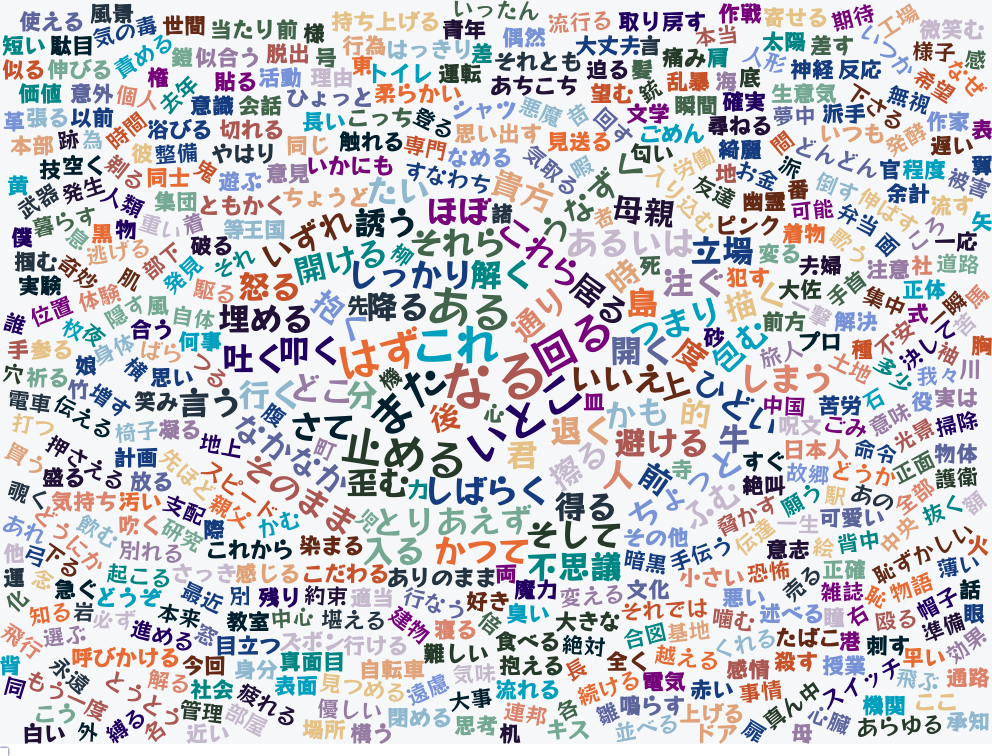 使える 風景 いったん 流行る 取り戻す 作戦 寄せる 期待 工場
気の毒 世間 当たり前 様 持ち上げる 青年 偶然 大丈夫 言 本当 いつか 微笑む
短い 駄目 責める 鎧 似合う 脱出 号 行為 はっきり 差 それとも 痛み 肩 太陽 差す 様子 感
似る 伸びる 権 貼る 活動 理由 東 トイレ 運転 あちこち 迫る 髪 乱暴 海 底 人形 神経 反応 希望 なぜ
価値 意外 個人 去年 意識 会話 ひょっと 柔らかい 望む 銃 瞬間 確実 生意気 下さる 無視
革 張る 以前 時間 浴びる 切れる 長い こっち 登る シャツ 悪魔 昔 回す 文学 尋ねる 夢中 派手 作家 表
本部 跡 為 彼 整備 やはり 同じ 触れる 専門 思い出す 見送る ごめん 綺麗 間 いつも 発酵 遅い
技 空く 剃る 同士 鬼 遊ぶ 意見 いかにも なめる 気取る 暇 匂い 労働 派 どんどん 官 程度 翼
黄 武器 発生 人類 集団 ともかく ちょうど たい すなわち 貴方 うなずく 入り込む 友達 地 お金 幽霊 番 倒す 余計 被害
暮らす 息 黒 物 重い 着 等 王国 いずれ 誘う ほぼ 諸 者 母親 ピンク 可能 弁当 伸ばす 流す 矢
僕 逃げる 部下 破る それ 開ける 柳 それら これら あるいは 立場 変る 着物 歌う 面 ころ 一応
掴む 奇妙 肌 発見 駆る 怒る しっかり 解く 居る 時 死 注ぐ 犯す 夫婦 注意 社 道路
実験 位置 体験 隠す 風 自体 抱く 先 降る ある 通り 島 描く 大佐 手首 集中 正体 瞬 馬
誰 枚 夜 合う 何事 埋める はず これ 回る つまり 砂 包む 前方 撃 解決 式 一人 苦
手 参る 身体 ばら つる 吐く 叩く なる 開く 度 旅人 プロ 種 不安 決し 袖 胸
穴 祈る 娘 横 思い 行く どこ 分 機 また いいえ 上 ひどい しまう 土地 多少 我々 川
電車 竹 増す 笑み 言う 腹 さて 後 心 いとこ 皿 かも 的 中国 苦労 石 役 実は
打つ 伝える 椅子 凝る 地上 なかなか 町 止める 君 退く 避ける 牛 呪文 ごみ 意味 光景 掃除
買う 押さえる 計画 先ほど スピード そのまま 歪む 力 しばらく 擦る 人 前 寺 ちょっと すぐ 日本人 命令 正面 物体
覗く 盛る 放る 親父 かむ 児 とりあえず 得る ふむ 絶叫 故郷 どうか 護衛
気持ち 汚い 支配 際 染まる 入る かつて そして その他 脅かす 願う 駅 あの 全部 抜く 額
あれ どうにか 飲む 吹く 研究 これから 不思議 伝達 一生 可愛い 中央
他 弓 下る 別れる さっき 感じる こだわる ありのまま 両 暗黒 手伝う 意志 絵 背中 恥ずかしい 火
運 念 急ぐ どうぞ 起こる 最近 別 残り 約束 適当 行なう 好き 魔力 変える 文化 小さい 恐怖 売る 正確 薄い
化 知る 岩 必ず 本来 窓 教室 中心 堪える 建物 倍 臭い 大きな それでは 悪い 述べる 雑誌 影 物語 話
飛行 選ぶ 進める 目立つ ズボン 行ける 寝る 食べる 絶対 合図 基地 噛む 瞳 右 殴る 帽子 準備 眼
背 永遠 呼びかける 今回 身分 真面目 自転車 難しい 気味 抱える 長 全く 越える くれる たばこ 港 刺す 平い 効果
同 もう一度 とうとう 解る 社会 疲れる 表面 見つめる 遠慮 大事 流れる 続ける 電気 感情 殺す 授業 飛ぶ 通路
こう 縛る 名 管理 部屋 優しい 閉める 思考 連邦 各 雛 鳴らす 赤い 事情 真ん中 スイッチ 機関 ここ
白い 外 近い 場所 横う 机 キス 並べる 上げる 扉 母 心臓 あらゆる 承知